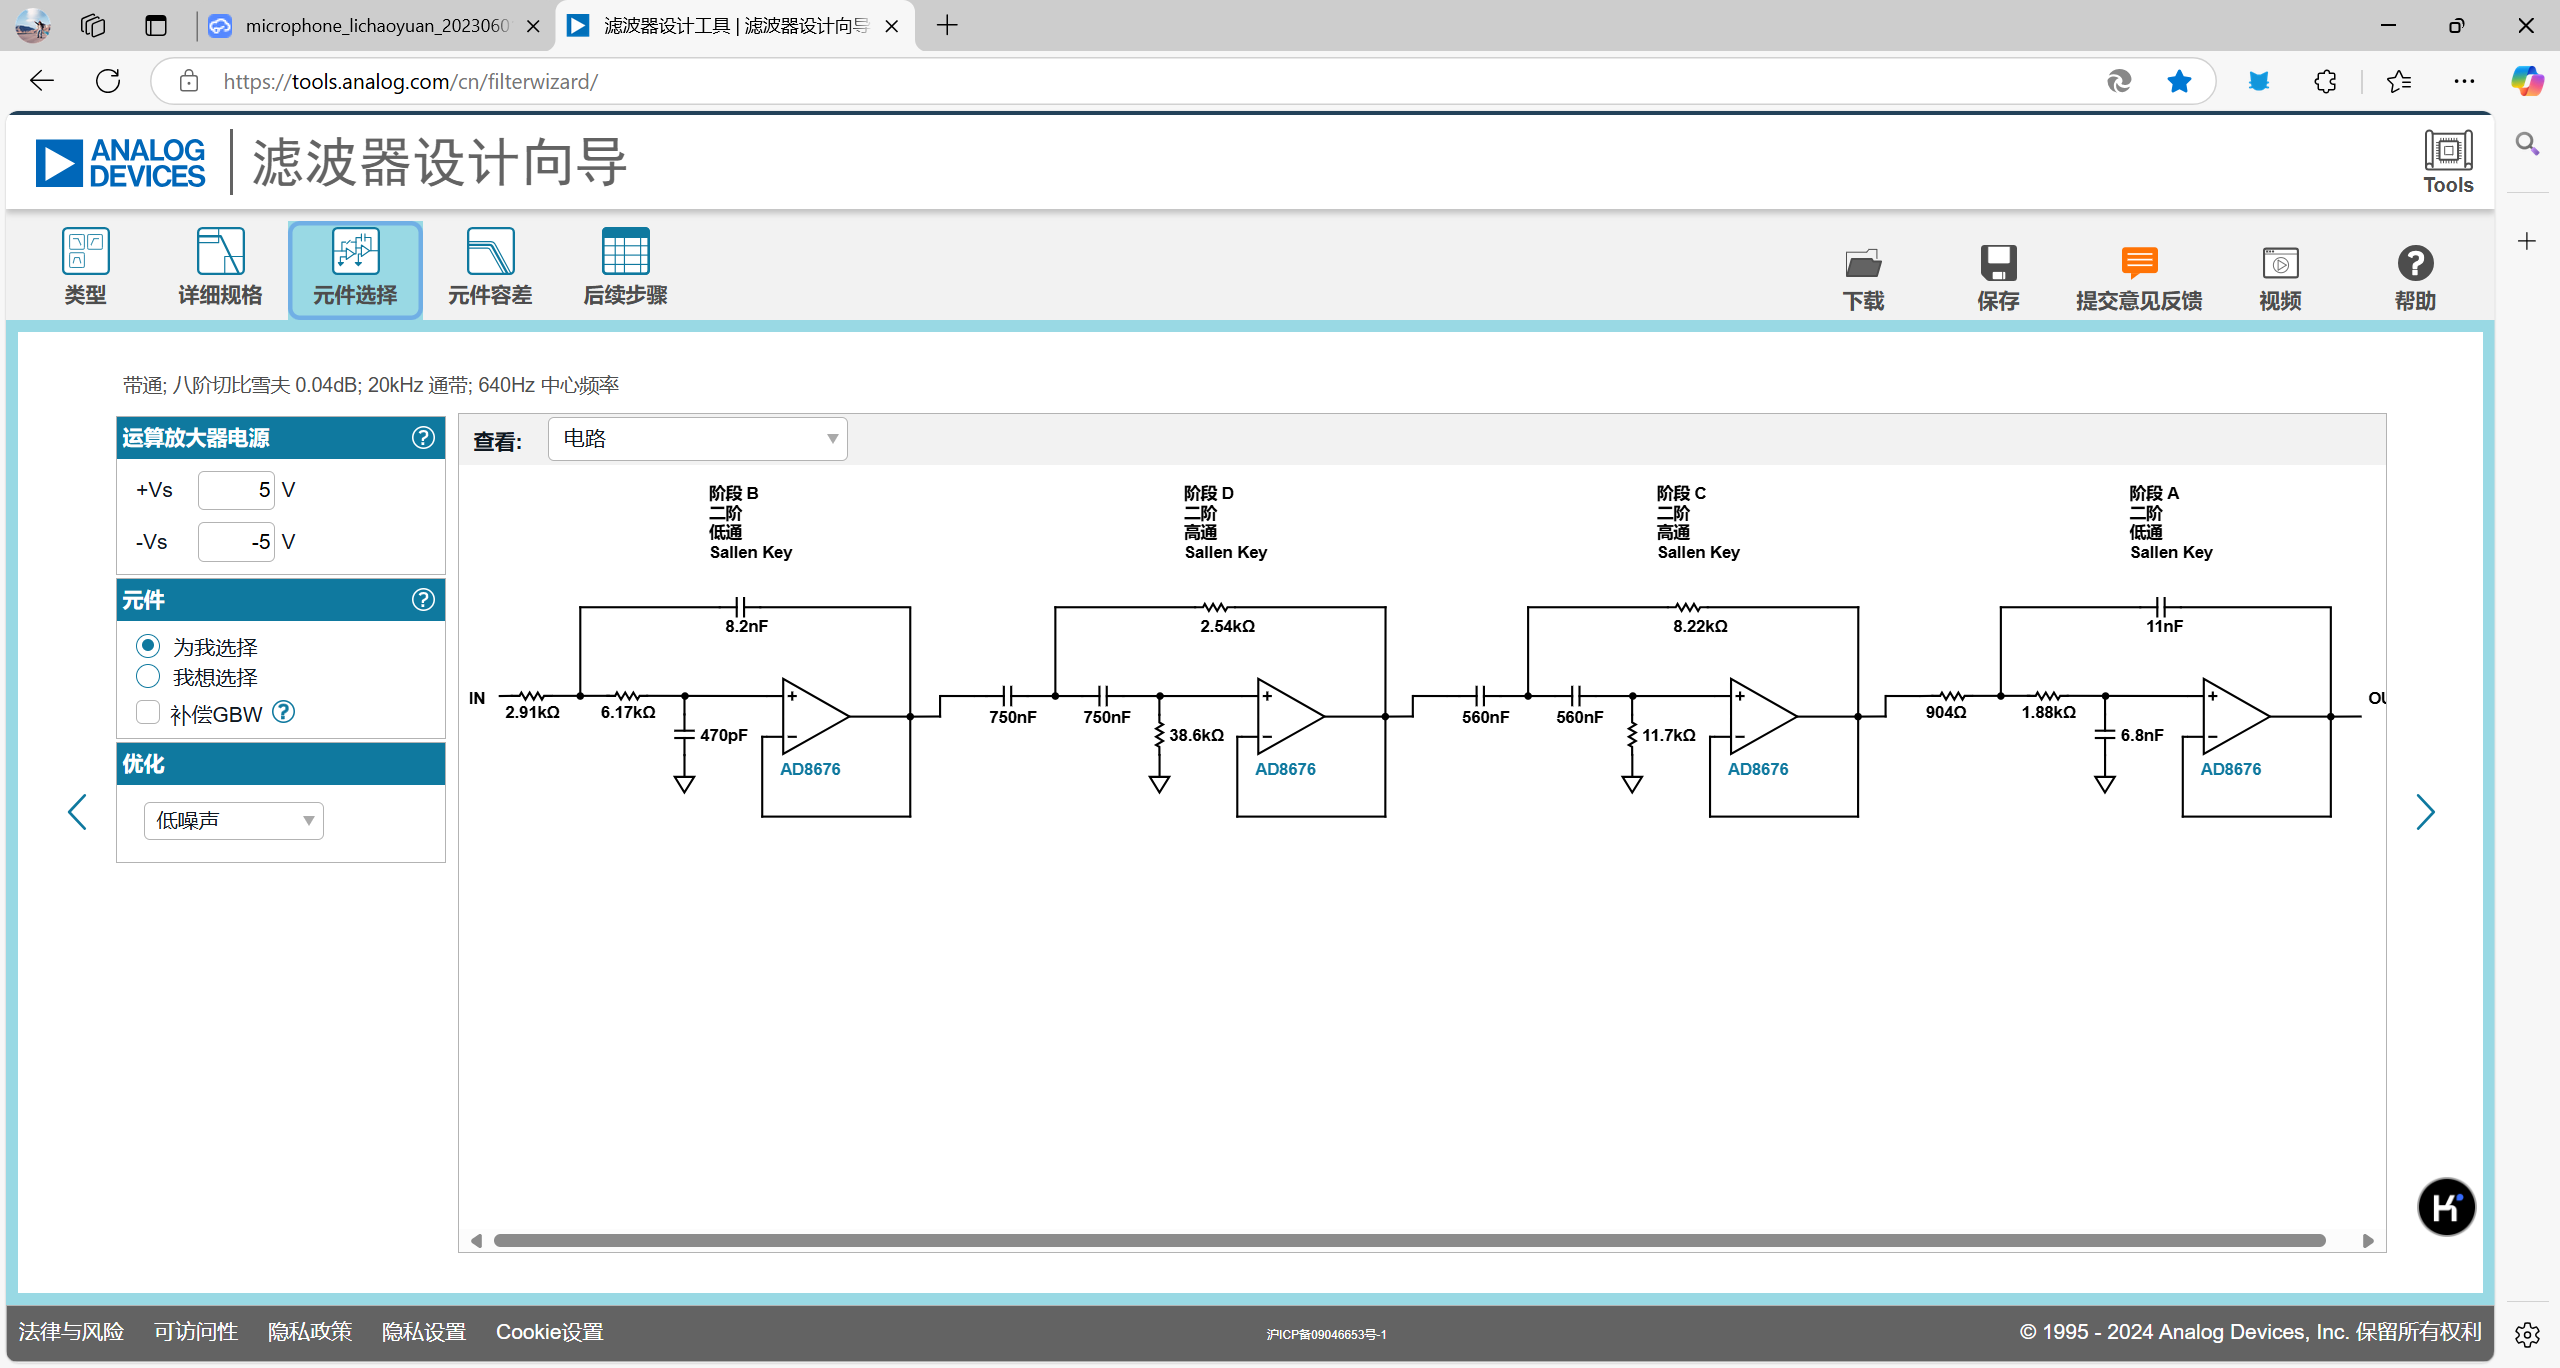 microphone_lichaoyuan_2023060
滤波器设计工具 | 滤波器设计向导
https://tools.analog.com/cn/filterwizard/
ANALOG DEVICES
滤波器设计向导
Tools
类型
详细规格
元件选择
元件容差
后续步骤
下载
保存
提交意见反馈
视频
帮助
带通; 八阶切比雪夫 0.04dB; 20kHz 通带; 640Hz 中心频率
运算放大器电源
+Vs 5 V
-Vs -5 V
元件
为我选择
我想选择
补偿GBW
优化
低噪声
查看: 电路
阶段 B
二阶
低通
Sallen Key
8.2nF
IN
2.91kΩ
6.17kΩ
470pF
AD8676
阶段 D
二阶
高通
Sallen Key
2.54kΩ
750nF
750nF
38.6kΩ
AD8676
阶段 C
二阶
高通
Sallen Key
8.22kΩ
560nF
560nF
11.7kΩ
AD8676
阶段 A
二阶
低通
Sallen Key
11nF
904Ω
1.88kΩ
6.8nF
AD8676
法律与风险 可访问性 隐私政策 隐私设置 Cookie设置
沪ICP备09046653号-1
© 1995 - 2024 Analog Devices, Inc. 保留所有权利